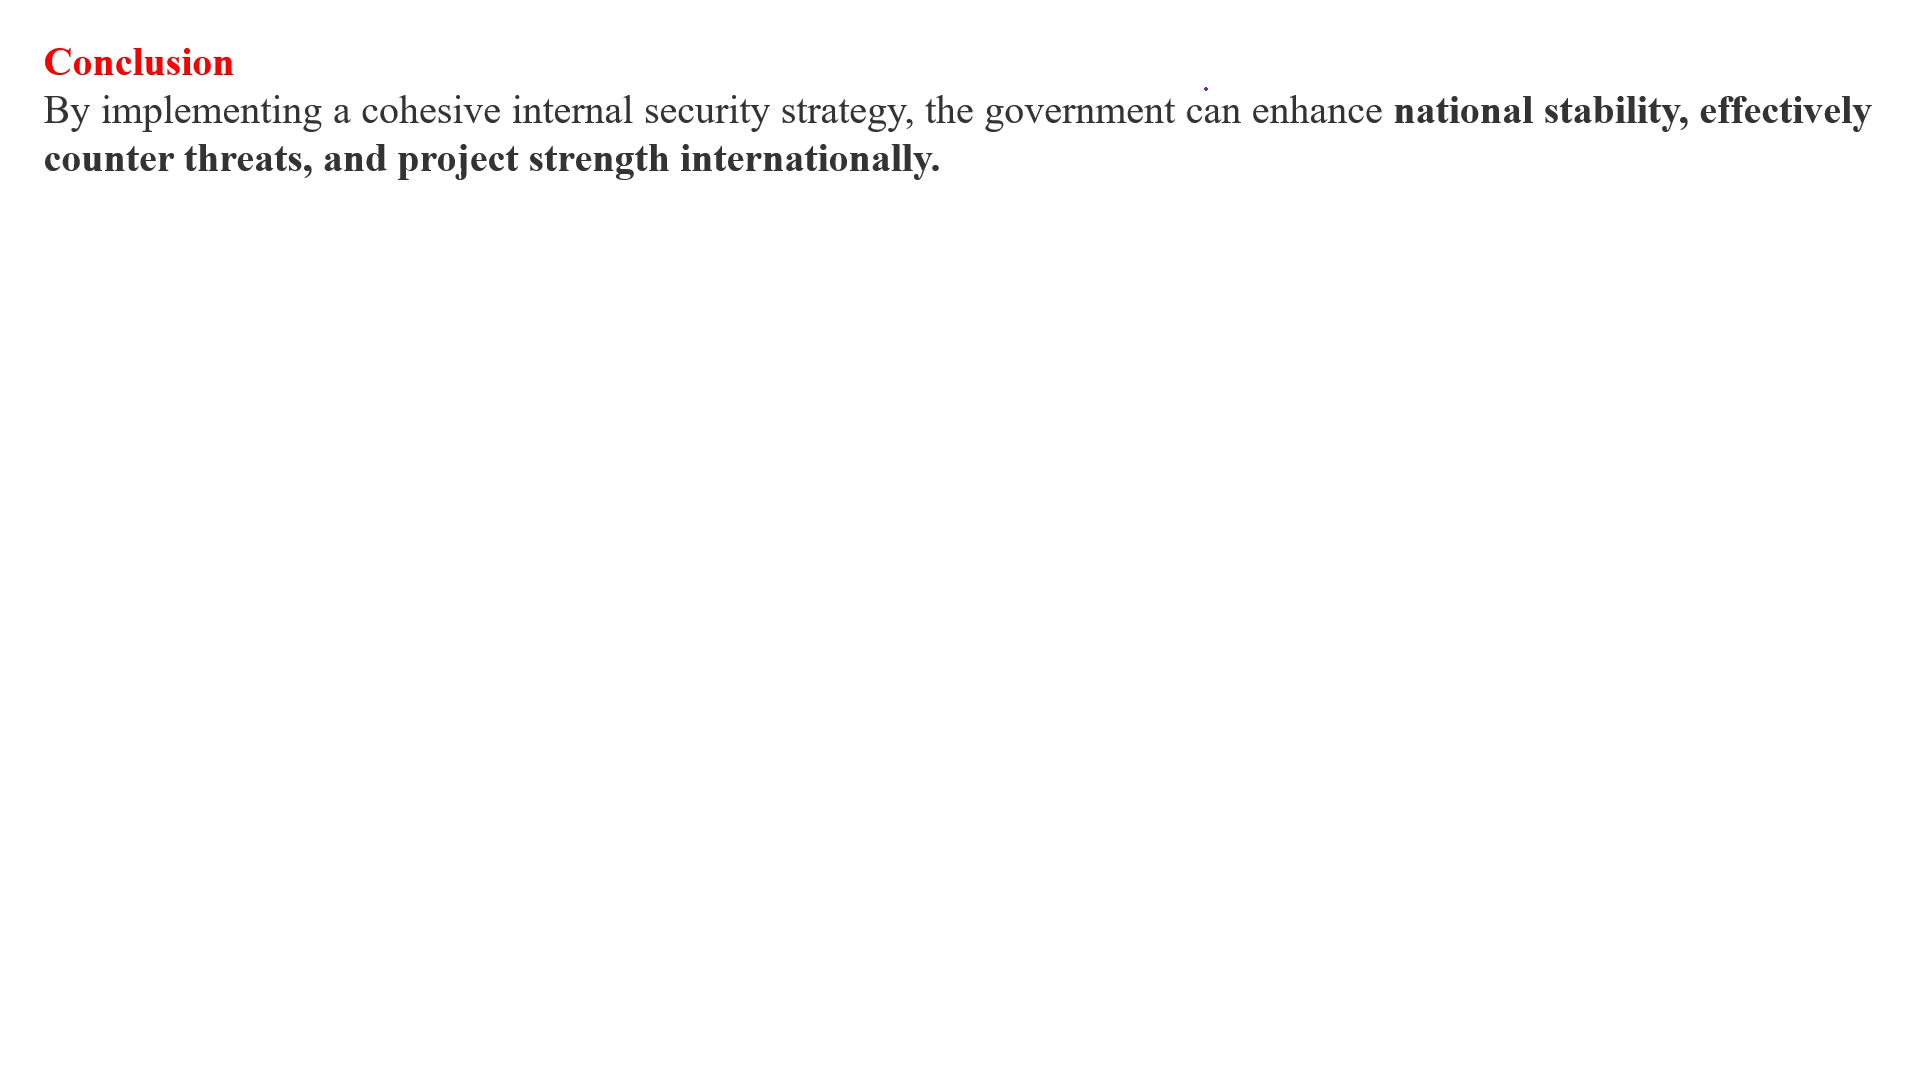 Conclusion
By implementing a cohesive internal security strategy, the government can enhance national stability, effectively
counter threats, and project strength internationally.